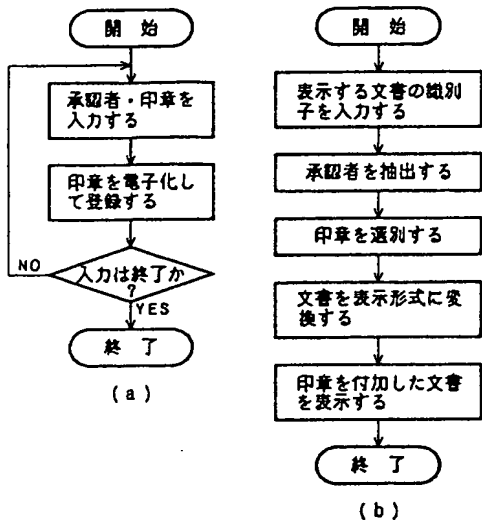 開 始
承認者・印章を
入力する
印章を電子化し
て登録する
入力は終了か
?
NO
YES
終 了
(a)
開 始
表示する文書の識別
子を入力する
承認者を抽出する
印章を選別する
文書を表示形式に変
換する
印章を付加した文書
を表示する
終 了
(b)